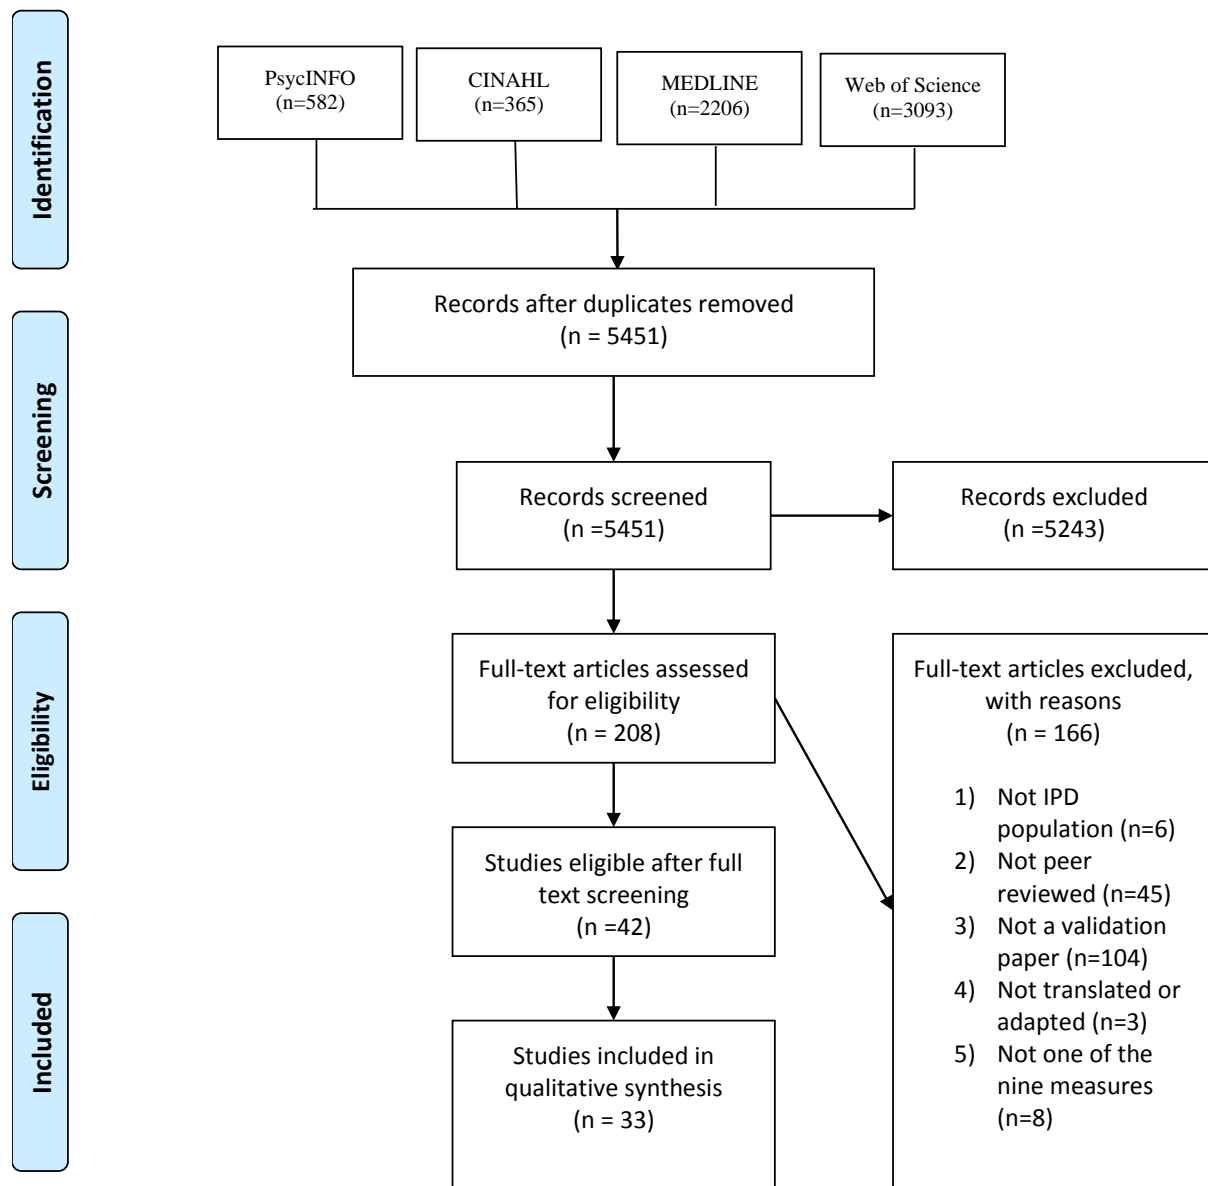 Identification
PsycINFO
(n=582)
CINAHL
(n=365)
MEDLINE
(n=2206)
Web of Science
(n=3093)
Records after duplicates removed
(n = 5451)
Screening
Records screened
(n =5451)
Records excluded
(n =5243)
Eligibility
Full-text articles assessed
for eligibility
(n = 208)
Full-text articles excluded,
with reasons
(n = 166)
1) Not IPD
population (n=6)
2) Not peer
reviewed (n=45)
3) Not a validation
paper (n=104)
4) Not translated or
adapted (n=3)
5) Not one of the
nine measures
(n=8)
Studies eligible after full
text screening
(n =42)
Included
Studies included in
qualitative synthesis
(n = 33)